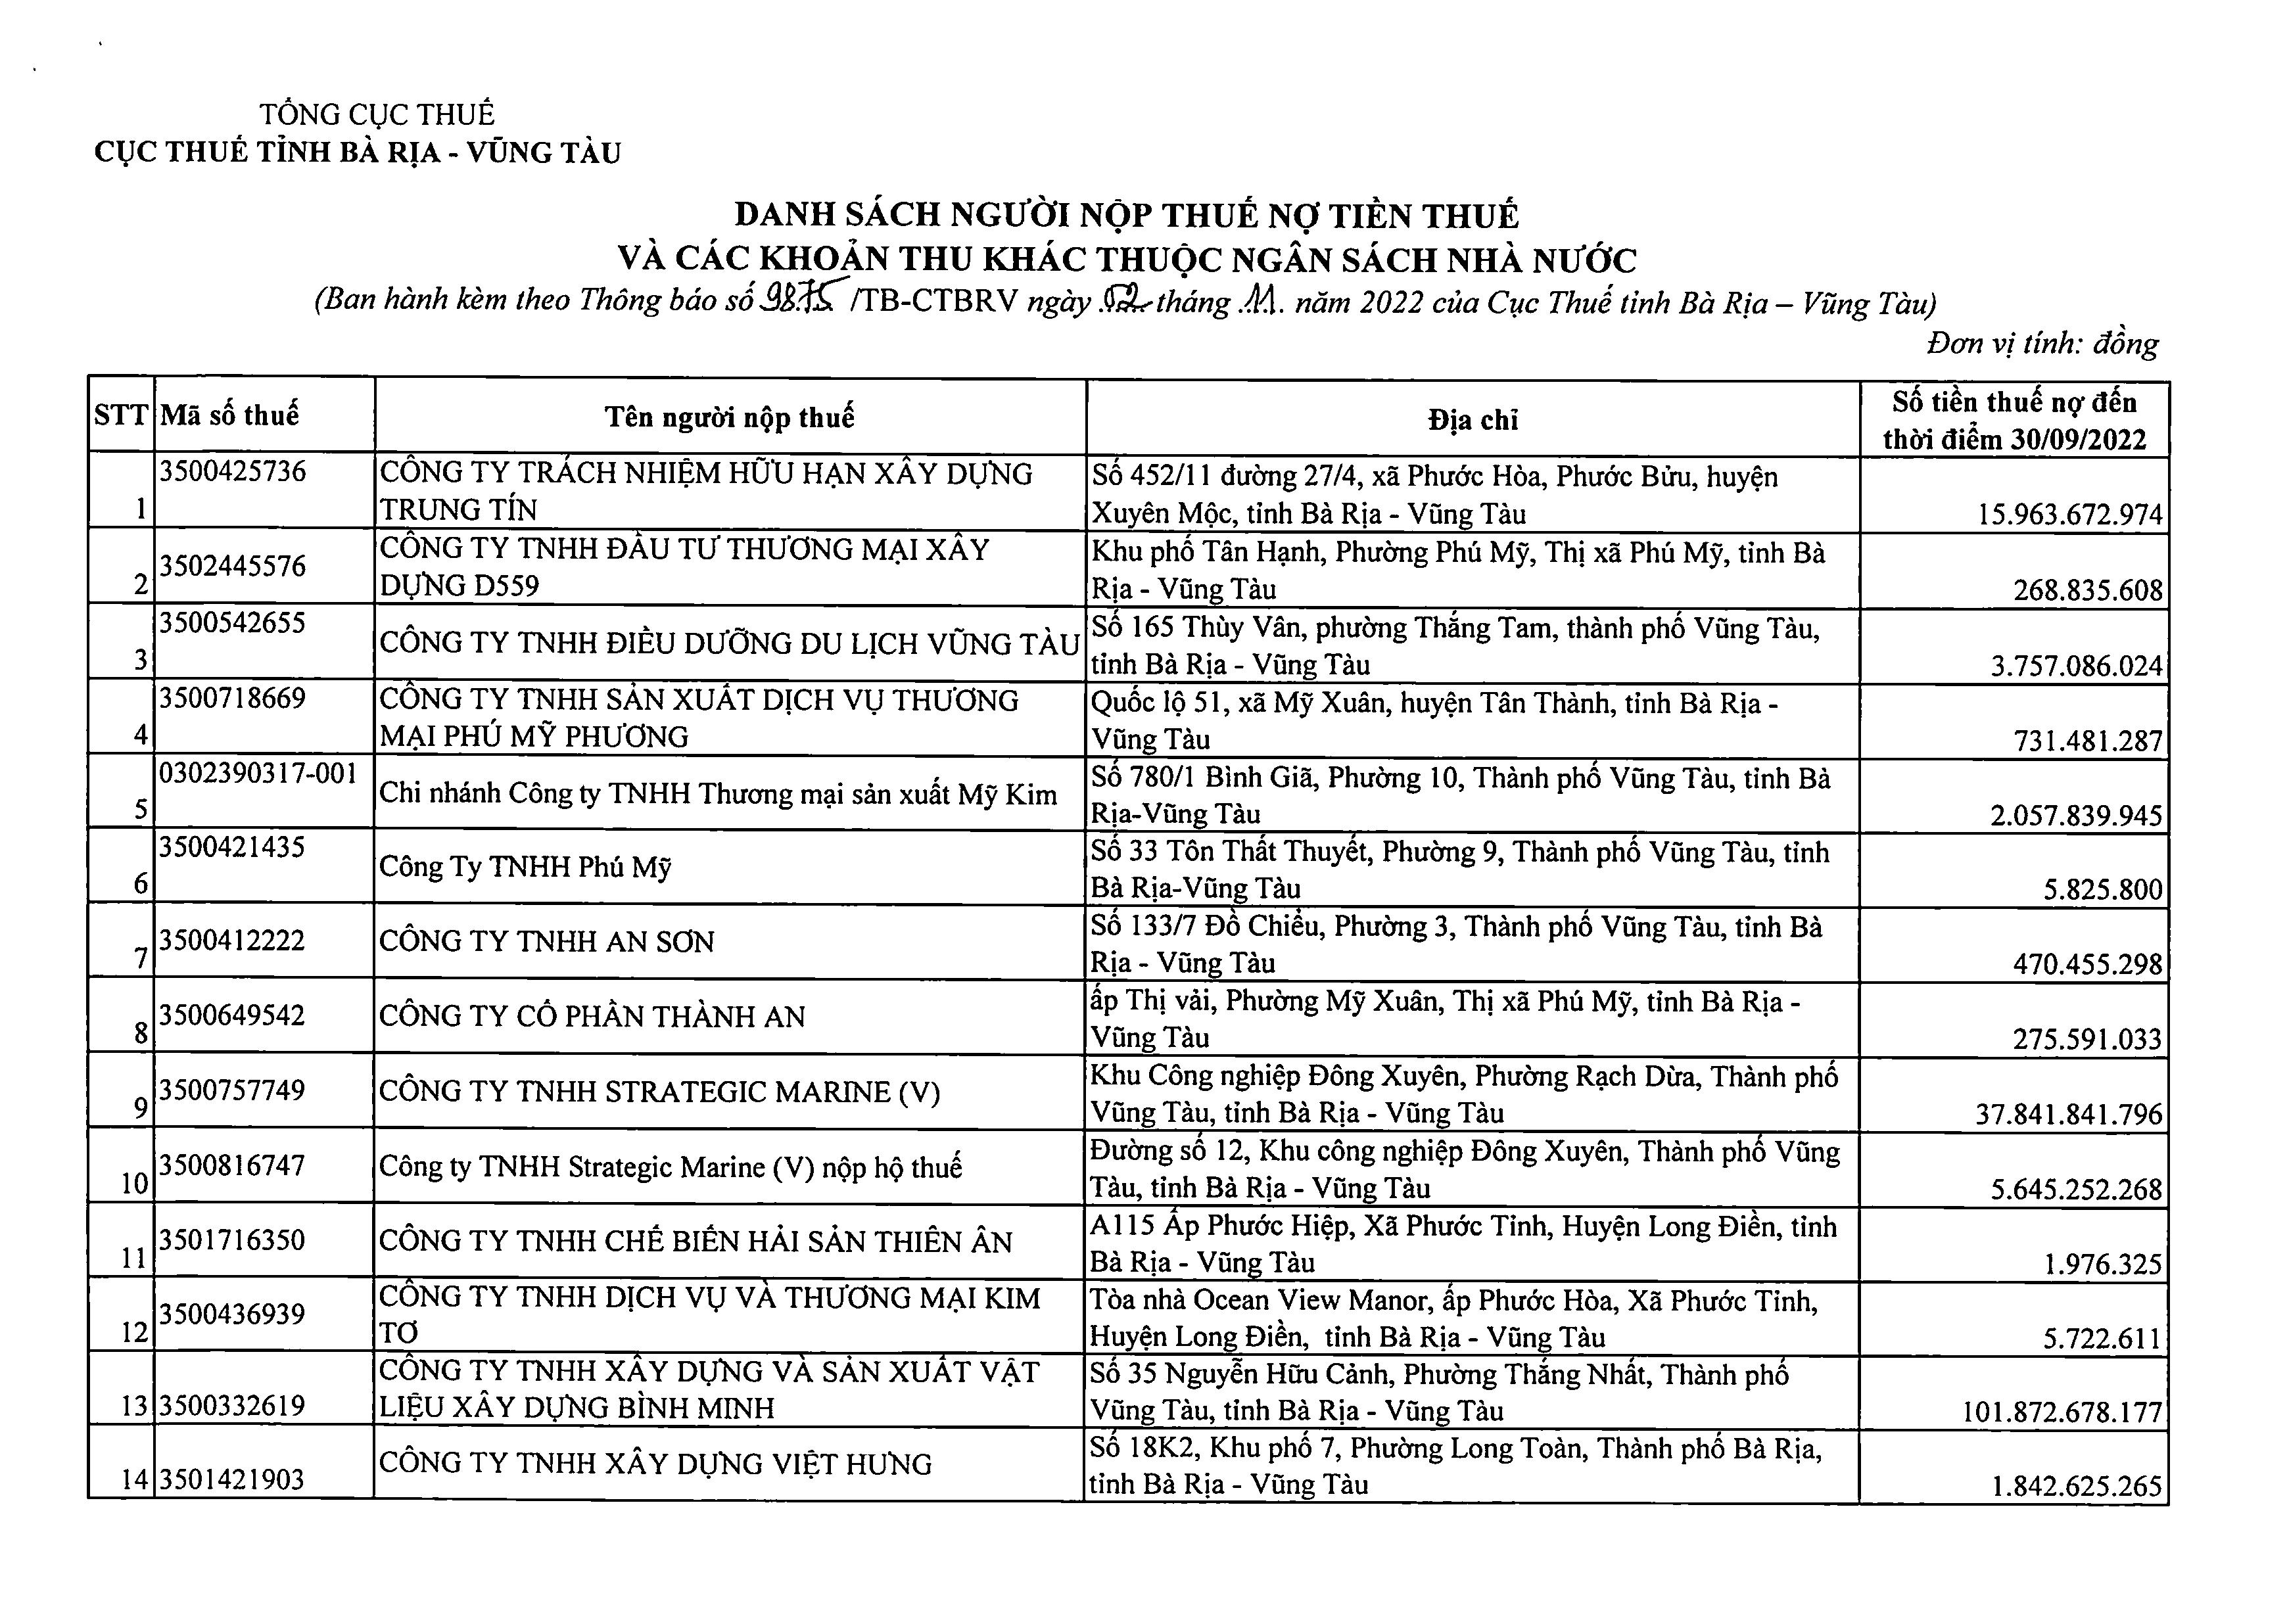 TỔNG CỤC THUẾ
CỤC THUẾ TỈNH BÀ RỊA - VŨNG TÀU
DANH SÁCH NGƯỜI NỘP THUẾ NỢ TIỀN THUẾ
VÀ CÁC KHOẢN THU KHÁC THUỘC NGÂN SÁCH NHÀ NƯỚC
(Ban hành kèm theo Thông báo số 9875 /TB-CTBRV ngày 02 tháng 11. năm 2022 của Cục Thuế tỉnh Bà Rịa – Vũng Tàu)
Đơn vị tính: đồng
STT Mã số thuế Tên người nộp thuế Địa chỉ Số tiền thuế nợ đến
thời điểm 30/09/2022
3500425736 CÔNG TY TRÁCH NHIỆM HỮU HẠN XÂY DỰNG Số 452/11 đường 27/4, xã Phước Hòa, Phước Bửu, huyện
1 TRUNG TÍN Xuyên Mộc, tỉnh Bà Rịa - Vũng Tàu 15.963.672.974
3502445576 CÔNG TY TNHH ĐẦU TƯ THƯƠNG MẠI XÂY Khu phố Tân Hạnh, Phường Phú Mỹ, Thị xã Phú Mỹ, tỉnh Bà
2 DỰNG D559 Rịa - Vũng Tàu 268.835.608
3500542655 CÔNG TY TNHH ĐIỀU DƯỠNG DU LỊCH VŨNG TÀU Số 165 Thùy Vân, phường Thắng Tam, thành phố Vũng Tàu,
3 tỉnh Bà Rịa - Vũng Tàu 3.757.086.024
3500718669 CÔNG TY TNHH SẢN XUẤT DỊCH VỤ THƯƠNG Quốc lộ 51, xã Mỹ Xuân, huyện Tân Thành, tỉnh Bà Rịa -
4 MẠI PHÚ MỸ PHƯƠNG Vũng Tàu 731.481.287
0302390317-001 Chi nhánh Công ty TNHH Thương mại sản xuất Mỹ Kim Số 780/1 Bình Giã, Phường 10, Thành phố Vũng Tàu, tỉnh Bà
5 Rịa-Vũng Tàu 2.057.839.945
3500421435 Công Ty TNHH Phú Mỹ Số 33 Tôn Thất Thuyết, Phường 9, Thành phố Vũng Tàu, tỉnh
6 Bà Rịa-Vũng Tàu 5.825.800
3500412222 CÔNG TY TNHH AN SƠN Số 133/7 Đồ Chiểu, Phường 3, Thành phố Vũng Tàu, tỉnh Bà
7 Rịa - Vũng Tàu 470.455.298
3500649542 CÔNG TY CỔ PHẦN THÀNH AN ấp Thị vải, Phường Mỹ Xuân, Thị xã Phú Mỹ, tỉnh Bà Rịa -
8 Vũng Tàu 275.591.033
3500757749 CÔNG TY TNHH STRATEGIC MARINE (V) Khu Công nghiệp Đông Xuyên, Phường Rạch Dừa, Thành phố
9 Vũng Tàu, tỉnh Bà Rịa - Vũng Tàu 37.841.841.796
3500816747 Công ty TNHH Strategic Marine (V) nộp hộ thuế Đường số 12, Khu công nghiệp Đông Xuyên, Thành phố Vũng
10 Tàu, tỉnh Bà Rịa - Vũng Tàu 5.645.252.268
3501716350 CÔNG TY TNHH CHẾ BIẾN HẢI SẢN THIÊN ÂN A115 Ấp Phước Hiệp, Xã Phước Tỉnh, Huyện Long Điền, tỉnh
11 Bà Rịa - Vũng Tàu 1.976.325
3500436939 CÔNG TY TNHH DỊCH VỤ VÀ THƯƠNG MẠI KIM Tòa nhà Ocean View Manor, ấp Phước Hòa, Xã Phước Tỉnh,
12 TƠ Huyện Long Điền, tỉnh Bà Rịa - Vũng Tàu 5.722.611
CÔNG TY TNHH XÂY DỰNG VÀ SẢN XUẤT VẬT Số 35 Nguyễn Hữu Cảnh, Phường Thắng Nhất, Thành phố
13 3500332619 LIỆU XÂY DỰNG BÌNH MINH Vũng Tàu, tỉnh Bà Rịa - Vũng Tàu 101.872.678.177
CÔNG TY TNHH XÂY DỰNG VIỆT HƯNG Số 18K2, Khu phố 7, Phường Long Toàn, Thành phố Bà Rịa,
14 3501421903 tỉnh Bà Rịa - Vũng Tàu 1.842.625.265